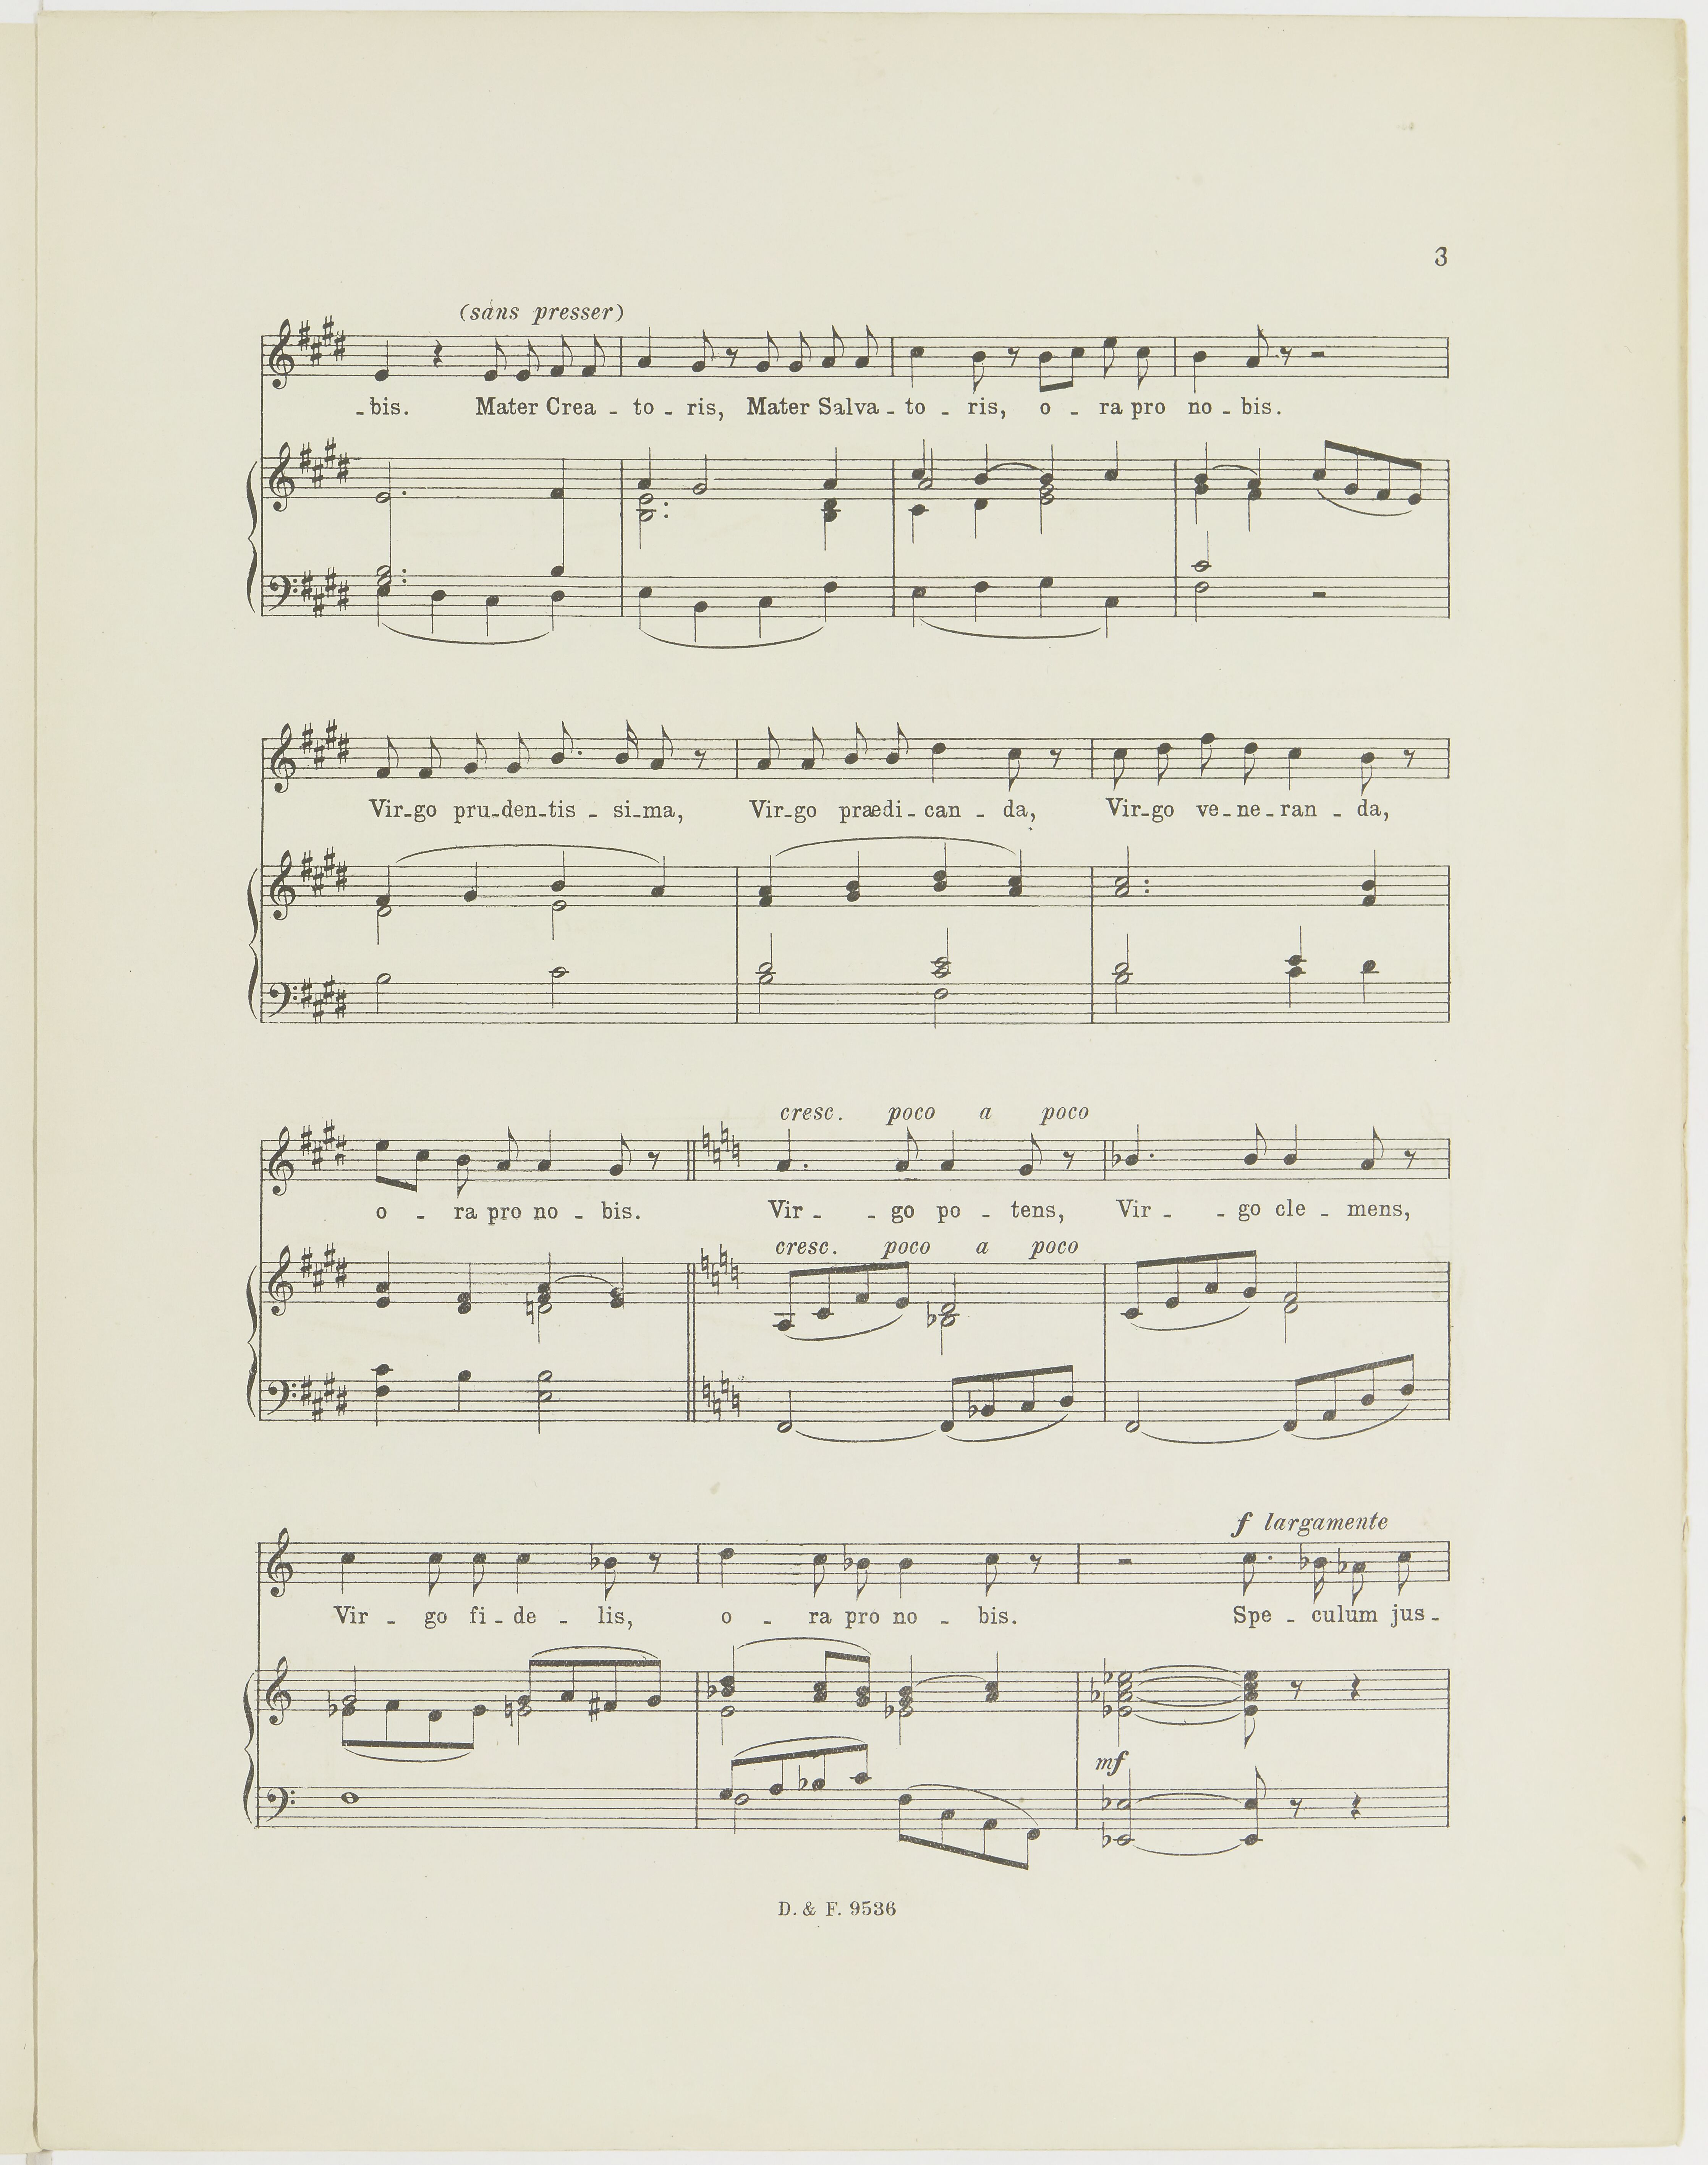 3
(sans presser)
-bis. Mater Crea - to - ris, Mater Salva - to - ris, o - ra pro no - bis.
Vir-go pru-den-tis - si-ma, Vir-go prædi-can - da, Vir-go ve-ne-ran - da,
cresc. poco a poco
o - ra pro no - bis. Vir - - go po - tens, Vir - - go cle - mens,
cresc. poco a poco
f largamente
Vir - go fi-de - lis, o - ra pro no - bis. Spe - culum jus-
mf
D. & F. 9536